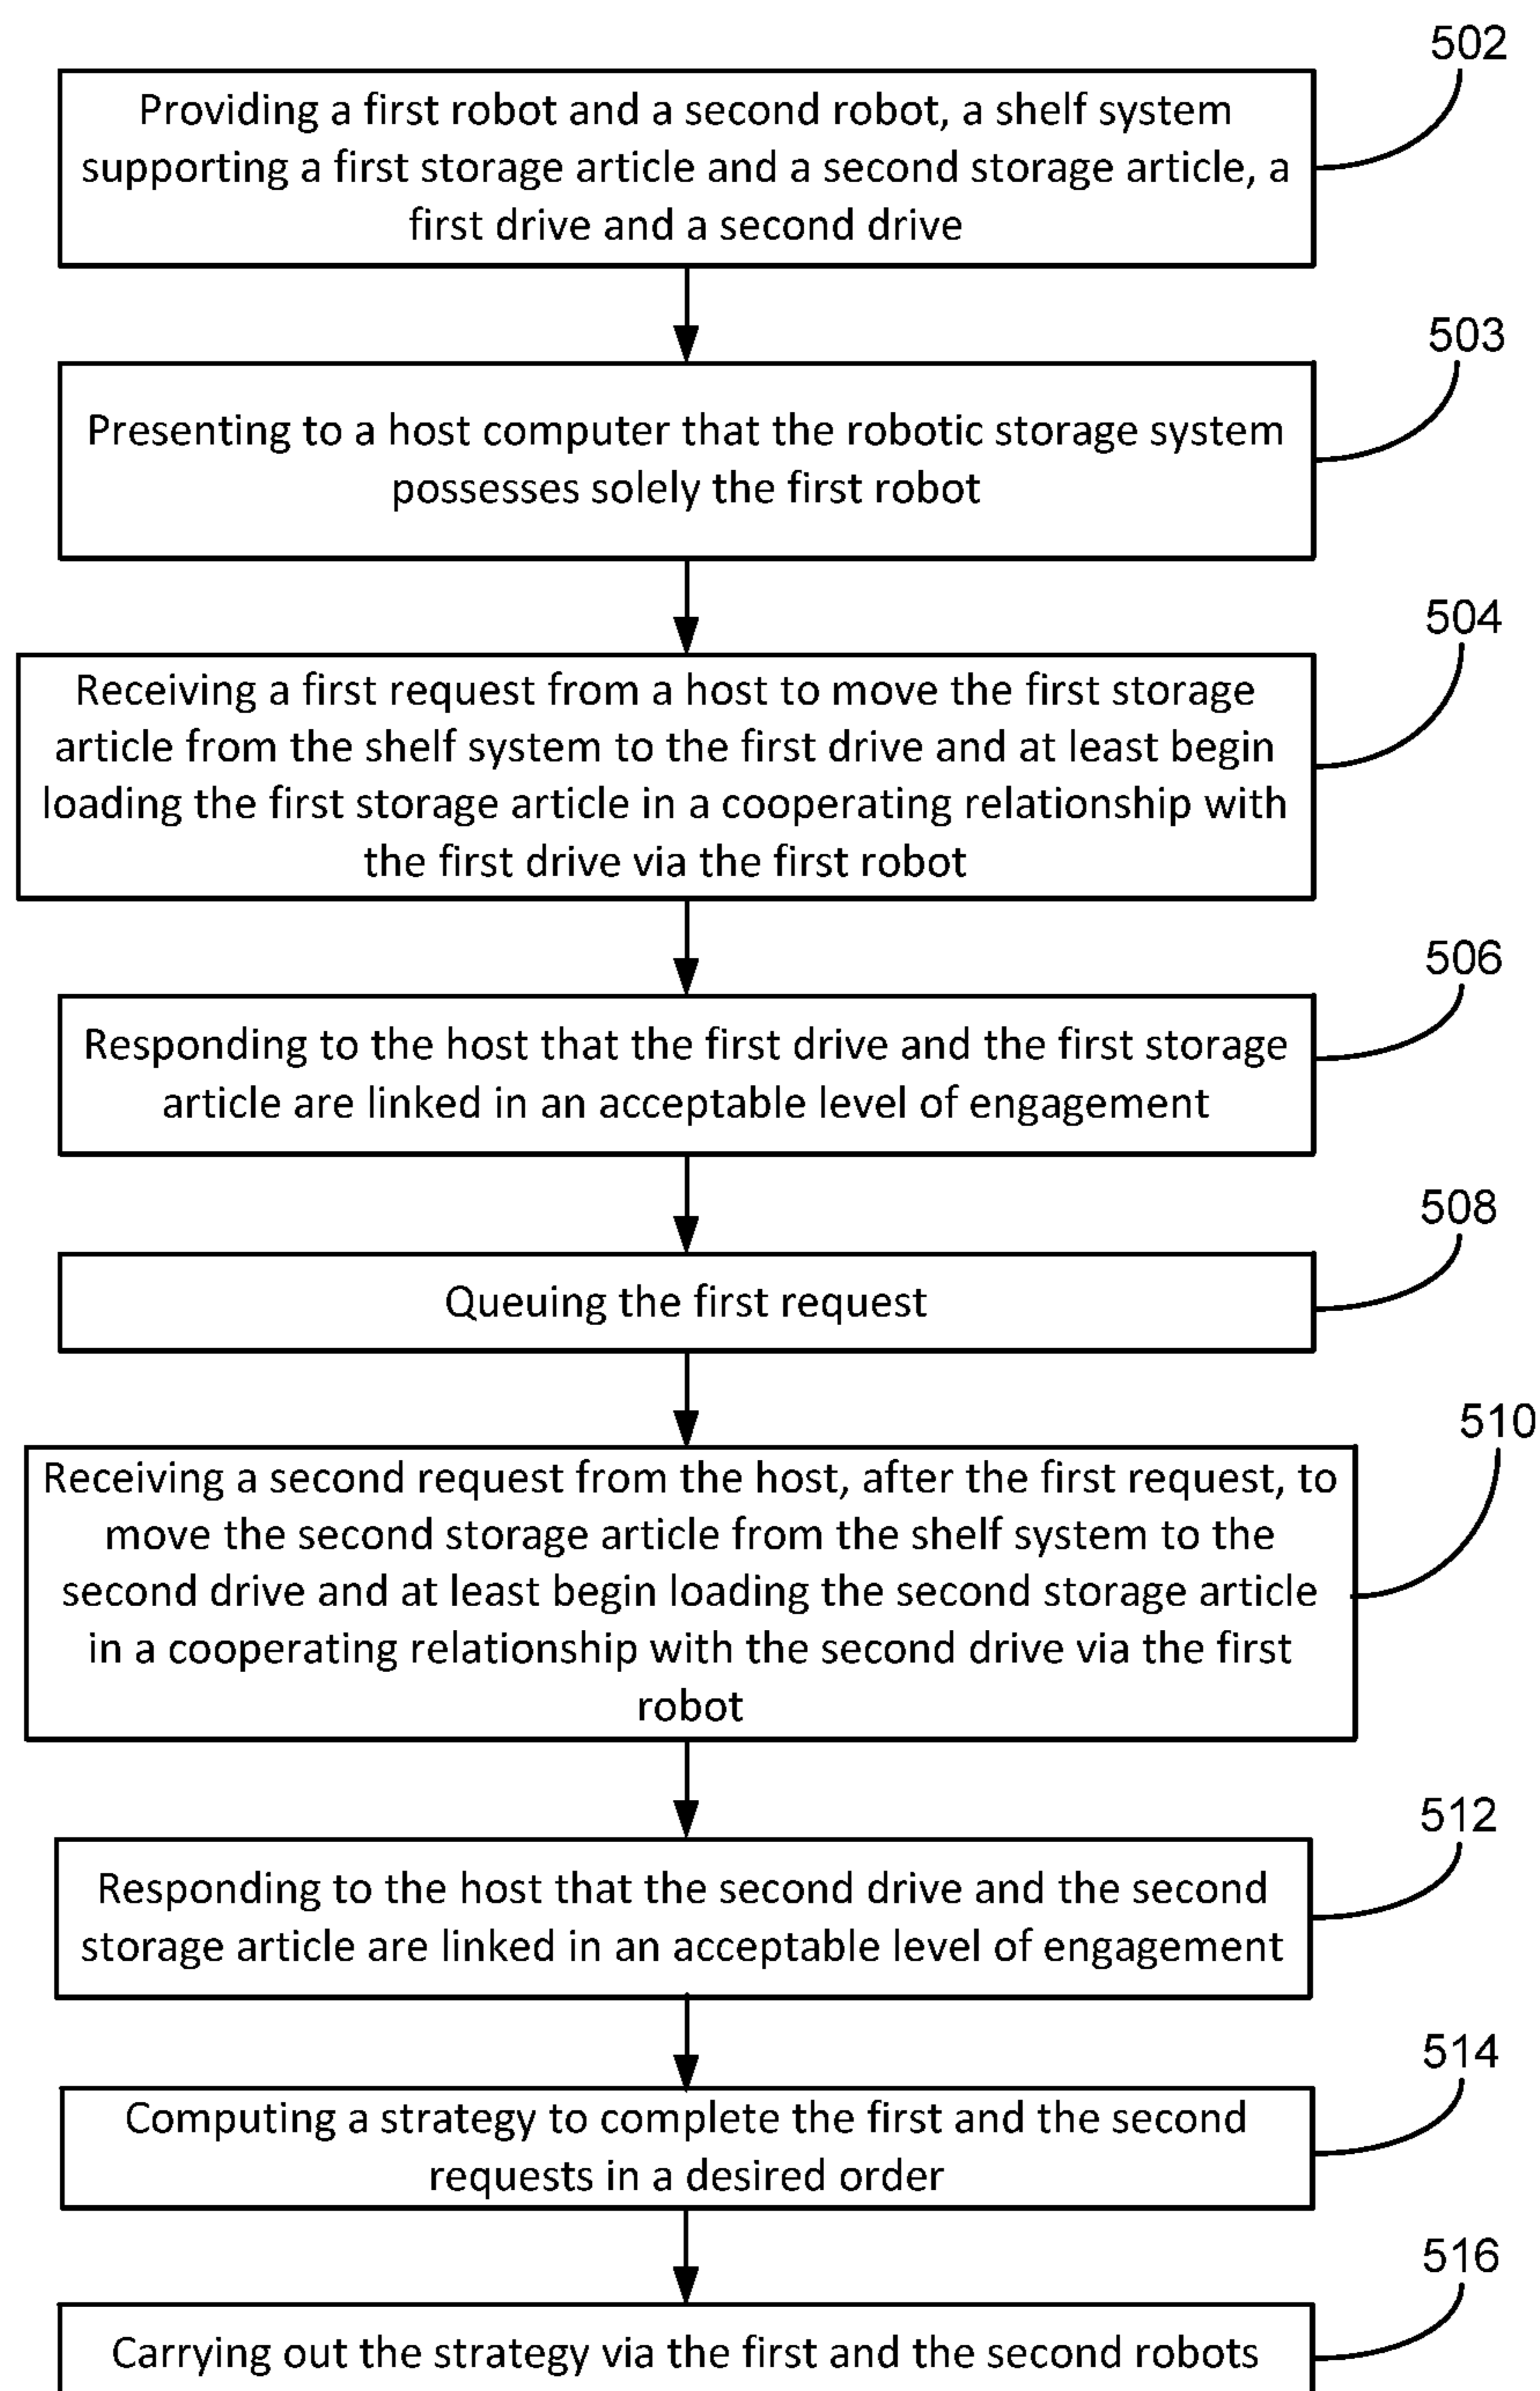 502
Providing a first robot and a second robot, a shelf system
supporting a first storage article and a second storage article, a
first drive and a second drive
503
Presenting to a host computer that the robotic storage system
possesses solely the first robot
504
Receiving a first request from a host to move the first storage
article from the shelf system to the first drive and at least begin
loading the first storage article in a cooperating relationship with
the first drive via the first robot
506
Responding to the host that the first drive and the first storage
article are linked in an acceptable level of engagement
508
Queuing the first request
510
Receiving a second request from the host, after the first request, to
move the second storage article from the shelf system to the
second drive and at least begin loading the second storage article
in a cooperating relationship with the second drive via the first
robot
512
Responding to the host that the second drive and the second
storage article are linked in an acceptable level of engagement
514
Computing a strategy to complete the first and the second
requests in a desired order
516
Carrying out the strategy via the first and the second robots